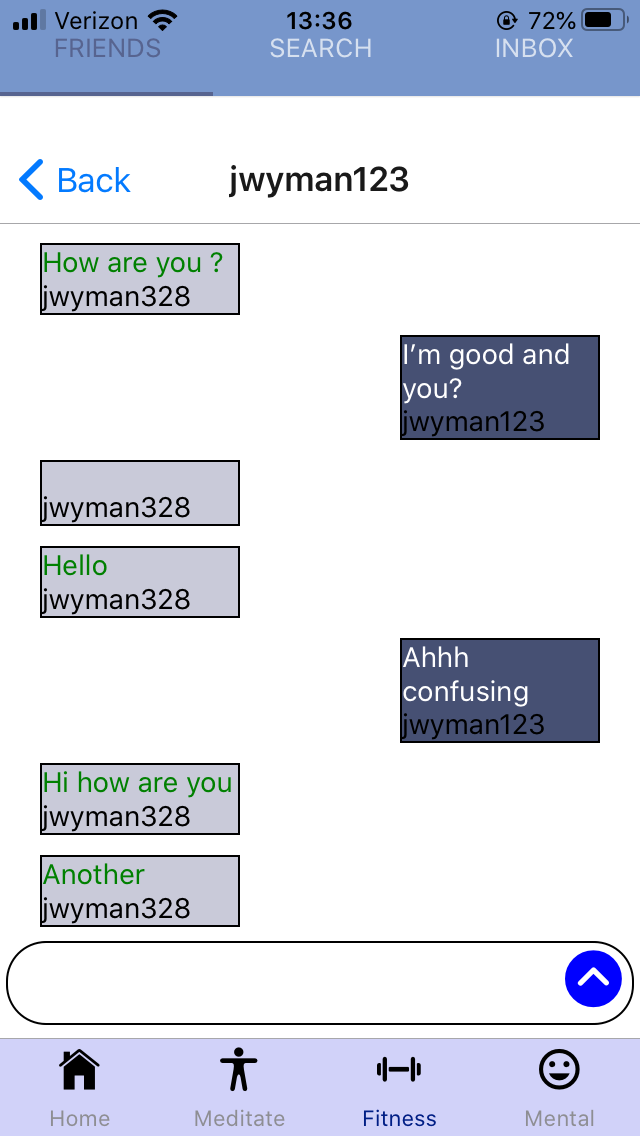 Verizon 13:36 72%
FRIENDS SEARCH INBOX
Back jwyman123
How are you ?
jwyman328
I’m good and
you?
jwyman123
jwyman328
Hello
jwyman328
Ahhh
confusing
jwyman123
Hi how are you
jwyman328
Another
jwyman328
Home Meditate Fitness Mental